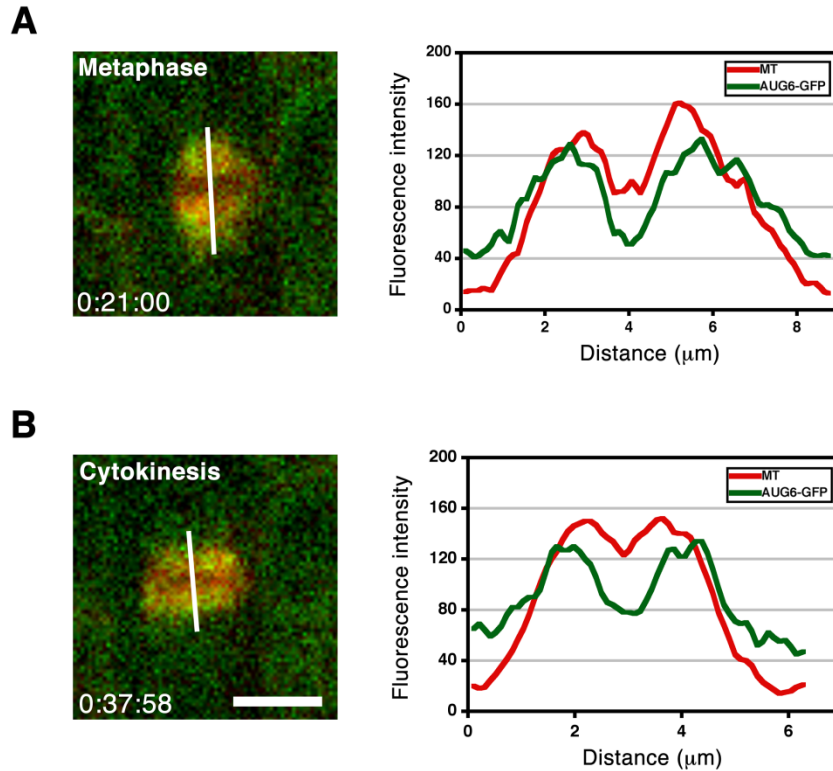 A
Metaphase
0:21:00
Fluorescence intensity
200
160
120
80
40
0
MT
AUG6-GFP
0 2 4 6 8
Distance (μm)
B
Cytokinesis
0:37:58
Fluorescence intensity
200
160
120
80
40
0
MT
AUG6-GFP
0 2 4 6
Distance (μm)